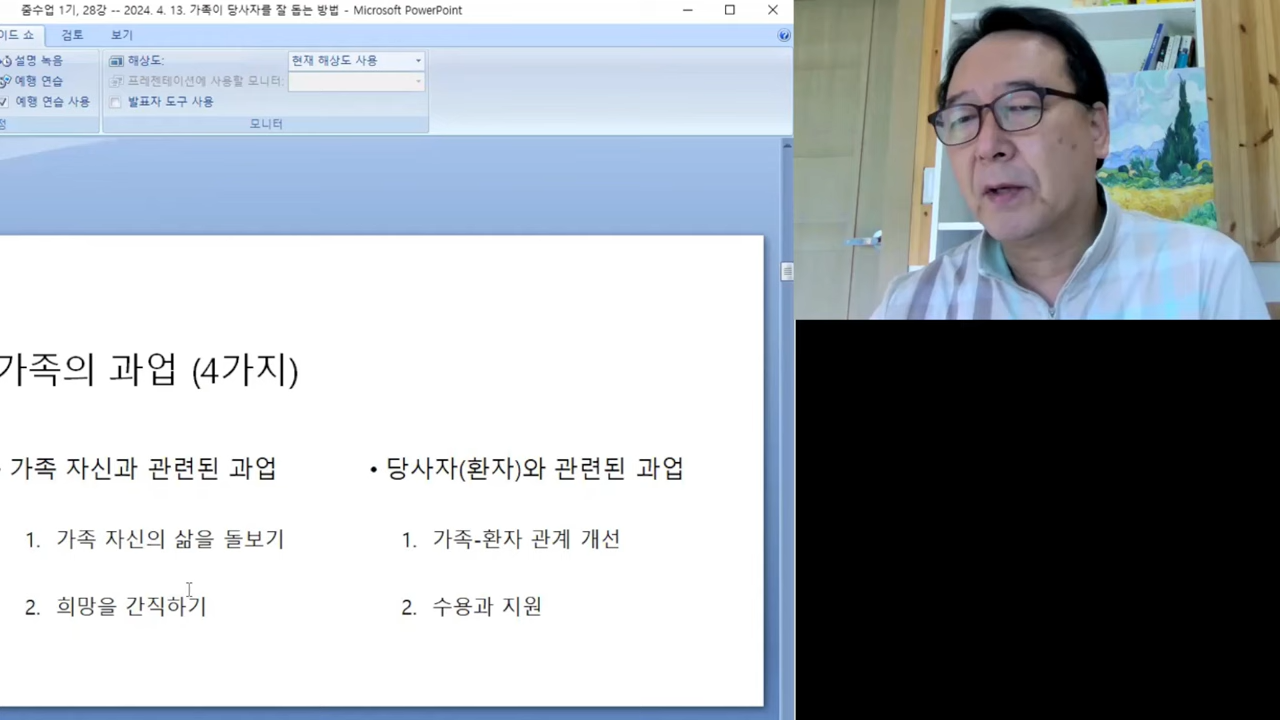 줌수업 1기, 28강 -- 2024. 4. 13. 가족이 당사자를 잘 돕는 방법 - Microsoft PowerPoint
이드 쇼 검토 보기
설명 녹음
예행 연습
예행 연습 사용
정
해상도: 현재 해상도 사용
프레젠테이션에 사용할 모니터:
발표자 도구 사용
모니터
가족의 과업 (4가지)
가족 자신과 관련된 과업
1. 가족 자신의 삶을 돌보기
2. 희망을 간직하기
• 당사자(환자)와 관련된 과업
1. 가족-환자 관계 개선
2. 수용과 지원